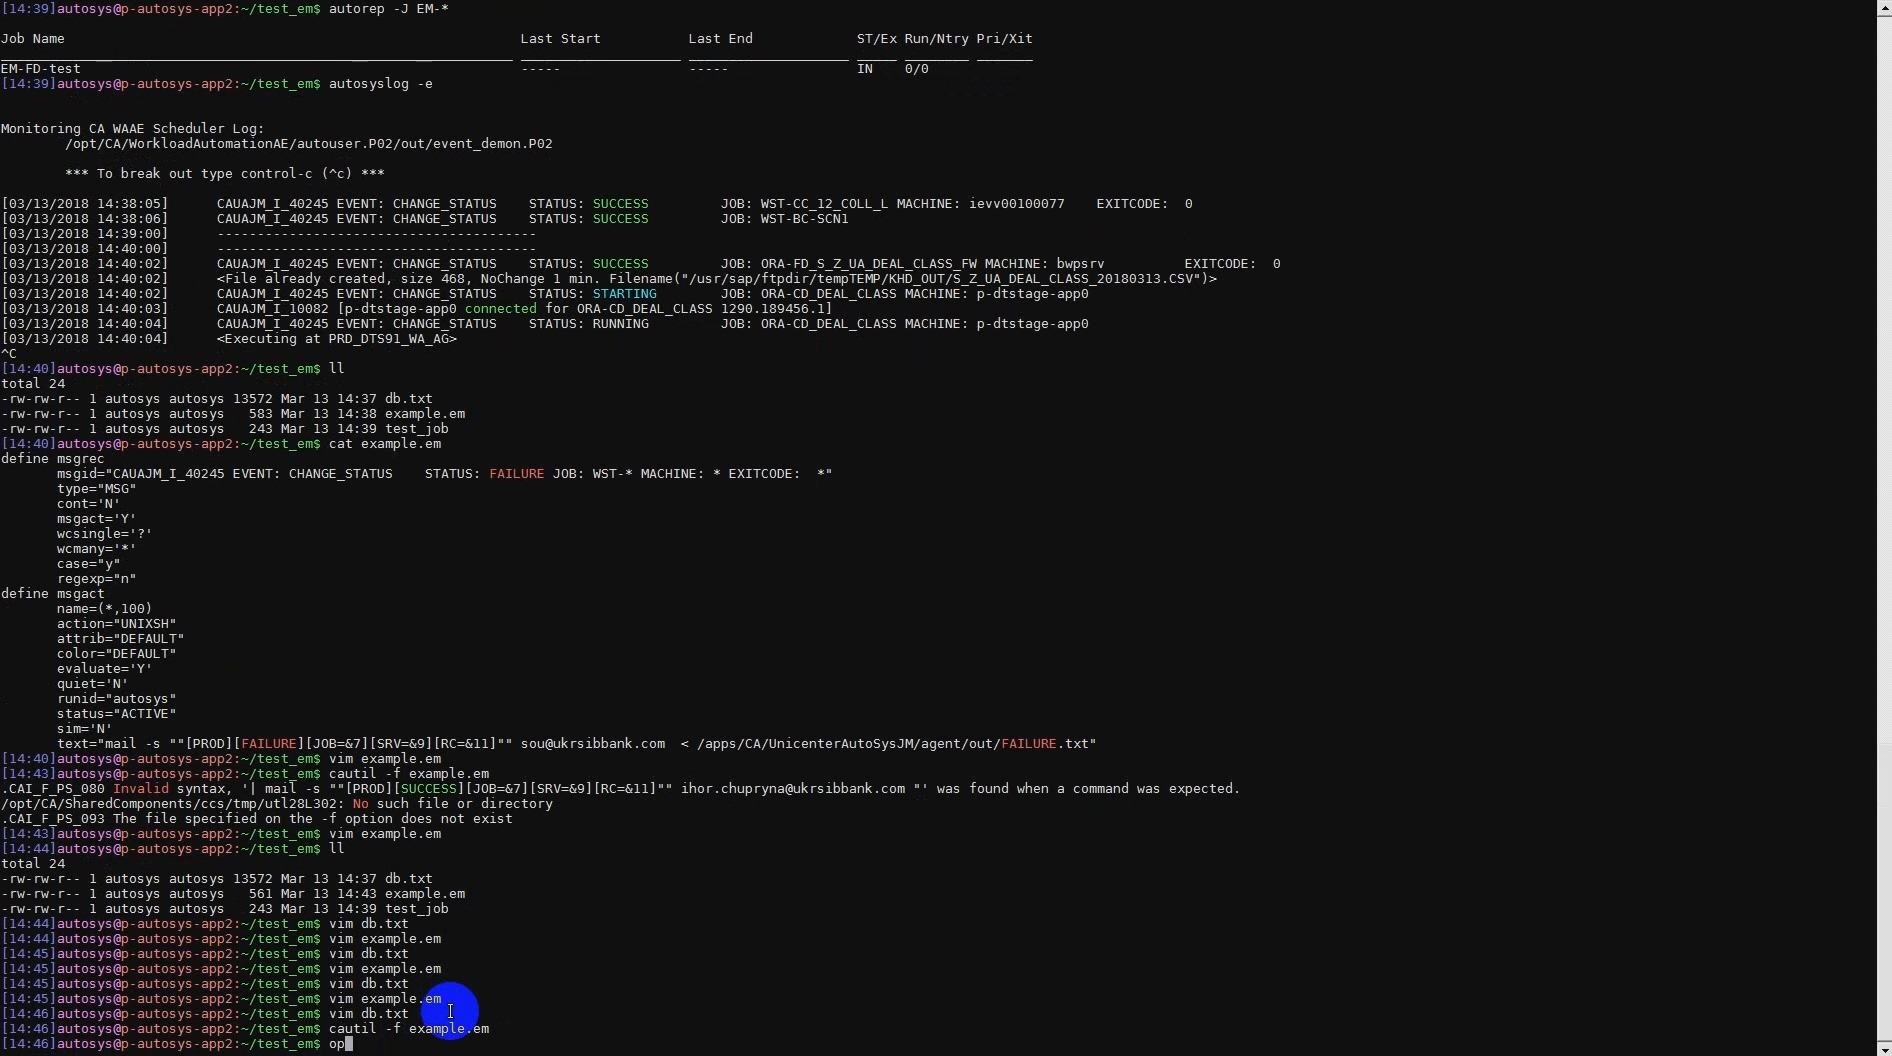 [14:39]autosys@p-autosys-app2:~/test_em$ autorep -J EM-*
Job Name Last Start Last End ST/Ex Run/Ntry Pri/Xit
EM-FD-test ----- ----- IN 0/0
[14:39]autosys@p-autosys-app2:~/test_em$ autosyslog -e
Monitoring CA WAAE Scheduler Log:
/opt/CA/WorkloadAutomationAE/autouser.P02/out/event_demon.P02
*** To break out type control-c (^c) ***
[03/13/2018 14:38:05] CAUAJM_I_40245 EVENT: CHANGE_STATUS STATUS: SUCCESS JOB: WST-CC_12_COLL_L MACHINE: ievv00100077 EXITCODE: 0
[03/13/2018 14:38:06] CAUAJM_I_40245 EVENT: CHANGE_STATUS STATUS: SUCCESS JOB: WST-BC-SCN1
[03/13/2018 14:39:00] ----------------------------------------
[03/13/2018 14:40:00] ----------------------------------------
[03/13/2018 14:40:02] CAUAJM_I_40245 EVENT: CHANGE_STATUS STATUS: SUCCESS JOB: ORA-FD_S_Z_UA_DEAL_CLASS_FW MACHINE: bwpsrv EXITCODE: 0
[03/13/2018 14:40:02] <File already created, size 468, NoChange 1 min. Filename("/usr/sap/ftpdir/tempTEMP/KHD_OUT/S_Z_UA_DEAL_CLASS_20180313.CSV")>
[03/13/2018 14:40:02] CAUAJM_I_40245 EVENT: CHANGE_STATUS STATUS: STARTING JOB: ORA-CD_DEAL_CLASS MACHINE: p-dtstage-app0
[03/13/2018 14:40:03] CAUAJM_I_10082 [p-dtstage-app0 connected for ORA-CD_DEAL_CLASS 1290.189456.1]
[03/13/2018 14:40:04] CAUAJM_I_40245 EVENT: CHANGE_STATUS STATUS: RUNNING JOB: ORA-CD_DEAL_CLASS MACHINE: p-dtstage-app0
[03/13/2018 14:40:04] <Executing at PRD_DTS91_WA_AG>
^C
[14:40]autosys@p-autosys-app2:~/test_em$ ll
total 24
-rw-rw-r-- 1 autosys autosys 13572 Mar 13 14:37 db.txt
-rw-rw-r-- 1 autosys autosys 583 Mar 13 14:38 example.em
-rw-rw-r-- 1 autosys autosys 243 Mar 13 14:39 test_job
[14:40]autosys@p-autosys-app2:~/test_em$ cat example.em
define msgrec
msgid="CAUAJM_I_40245 EVENT: CHANGE_STATUS STATUS: FAILURE JOB: WST-* MACHINE: * EXITCODE: *"
type="MSG"
cont='N'
msgact='Y'
wcsingle='?'
wcmany='*'
case="y"
regexp="n"
define msgact
name=(*,100)
action="UNIXSH"
attrib="DEFAULT"
color="DEFAULT"
evaluate='Y'
quiet='N'
runid="autosys"
status="ACTIVE"
sim='N'
text="mail -s ""[PROD][FAILURE][JOB=&7][SRV=&9][RC=&11]"" sou@ukrsibbank.com < /apps/CA/UnicenterAutoSysJM/agent/out/FAILURE.txt"
[14:40]autosys@p-autosys-app2:~/test_em$ vim example.em
[14:43]autosys@p-autosys-app2:~/test_em$ cautil -f example.em
.CAI_F_PS_080 Invalid syntax, '| mail -s ""[PROD][SUCCESS][JOB=&7][SRV=&9][RC=&11]"" ihor.chupryna@ukrsibbank.com "' was found when a command was expected.
/opt/CA/SharedComponents/ccs/tmp/utl28L302: No such file or directory
.CAI_F_PS_093 The file specified on the -f option does not exist
[14:43]autosys@p-autosys-app2:~/test_em$ vim example.em
[14:44]autosys@p-autosys-app2:~/test_em$ ll
total 24
-rw-rw-r-- 1 autosys autosys 13572 Mar 13 14:37 db.txt
-rw-rw-r-- 1 autosys autosys 561 Mar 13 14:43 example.em
-rw-rw-r-- 1 autosys autosys 243 Mar 13 14:39 test_job
[14:44]autosys@p-autosys-app2:~/test_em$ vim db.txt
[14:44]autosys@p-autosys-app2:~/test_em$ vim example.em
[14:45]autosys@p-autosys-app2:~/test_em$ vim db.txt
[14:45]autosys@p-autosys-app2:~/test_em$ vim example.em
[14:45]autosys@p-autosys-app2:~/test_em$ vim db.txt
[14:45]autosys@p-autosys-app2:~/test_em$ vim example.em
[14:46]autosys@p-autosys-app2:~/test_em$ vim db.txt
[14:46]autosys@p-autosys-app2:~/test_em$ cautil -f example.em
[14:46]autosys@p-autosys-app2:~/test_em$ op